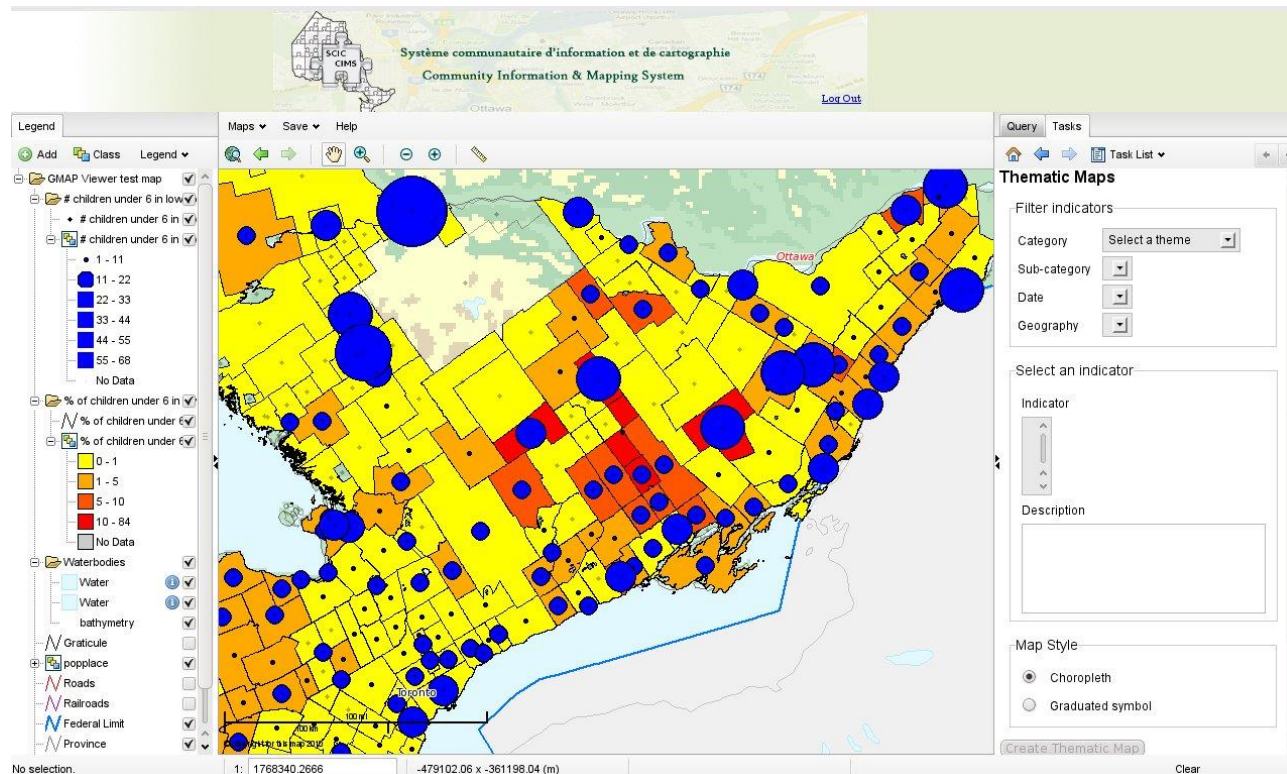 SCIC
CIMS
Système communautaire d'information et de cartographie
Community Information & Mapping System
Ottawa
Log Out
Legend
Maps Save Help
Query Tasks
Add Class Legend
Task List
GMAP Viewer test map
# children under 6 in low
# children under 6 in
# children under 6 in
1 - 11
11 - 22
22 - 33
33 - 44
44 - 55
55 - 68
No Data
% of children under 6 in
% of children under 6
% of children under
0 - 1
1 - 5
5 - 10
10 - 84
No Data
Waterbodies
Water
Water
bathymetry
Graticule
popplace
Roads
Railroads
Federal Limit
Province
Ottawa
Toronto
100 mi
100 km
Thematic Maps
Filter indicators
Category Select a theme
Sub-category
Date
Geography
Select an indicator
Indicator
Description
Map Style
Choropleth
Graduated symbol
Create Thematic Map
No selection.
1: 1768340.2666
-479102.06 x -361198.04 (m)
Clear